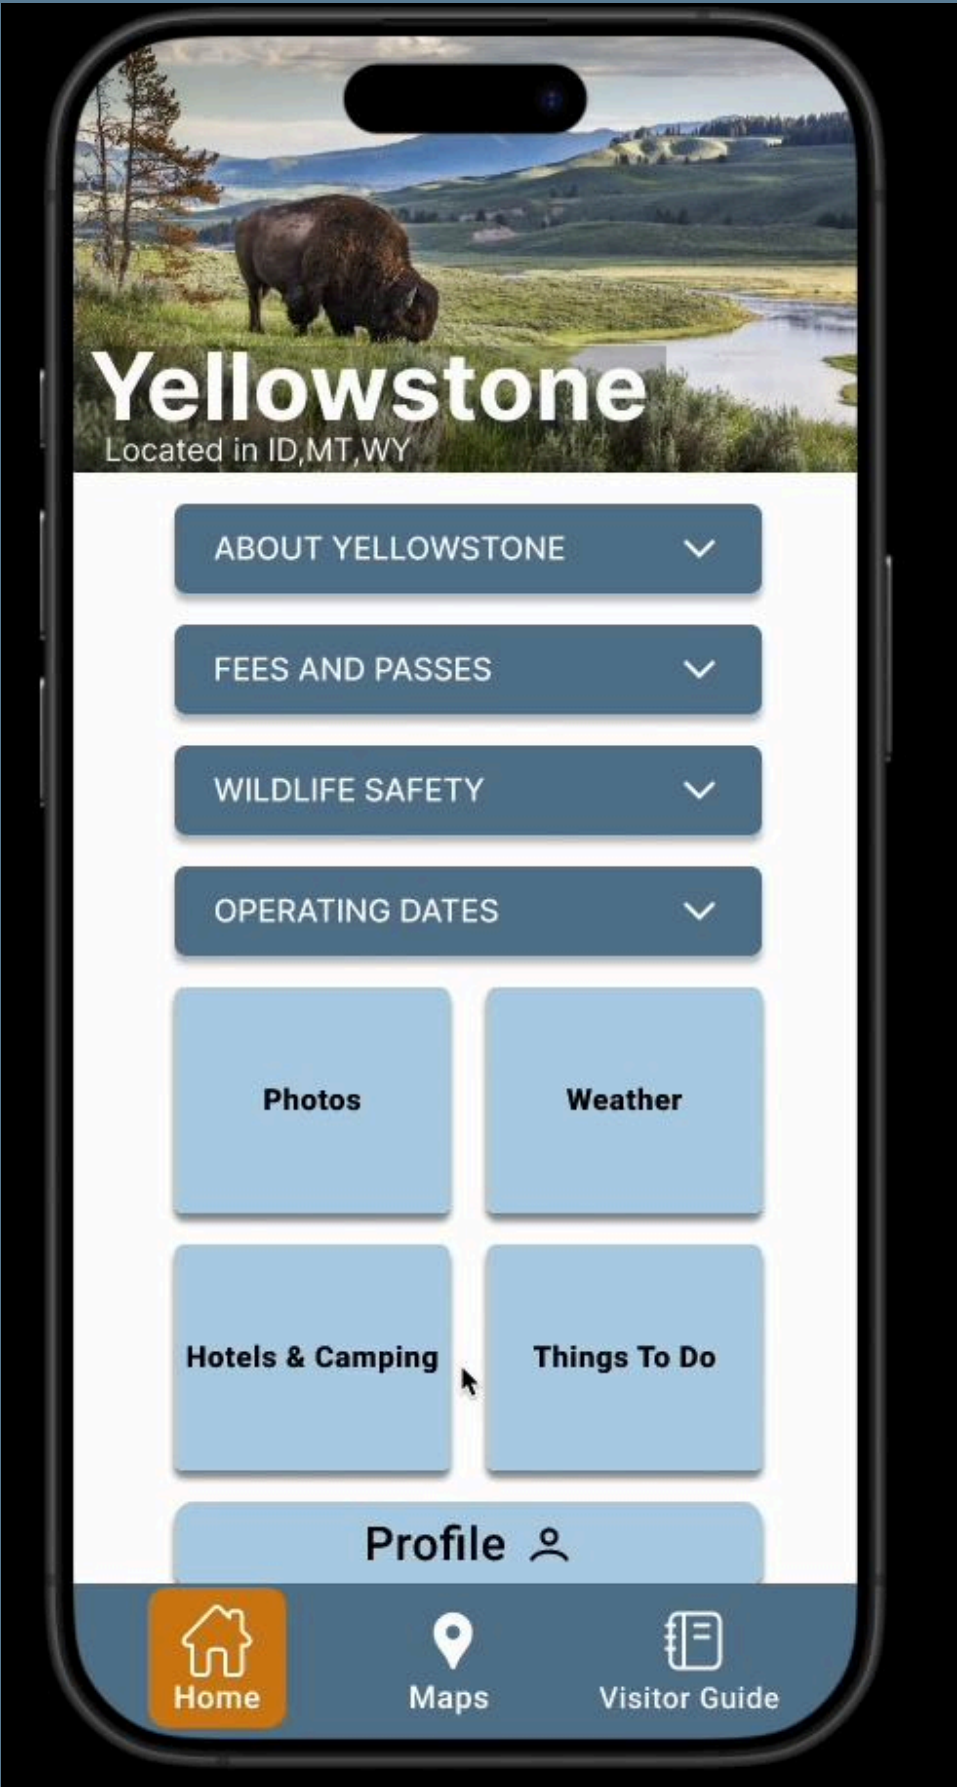 Yellowstone
Located in ID,MT,WY
ABOUT YELLOWSTONE
FEES AND PASSES
WILDLIFE SAFETY
OPERATING DATES
Photos
Weather
Hotels & Camping
Things To Do
Profile
Home
Maps
Visitor Guide